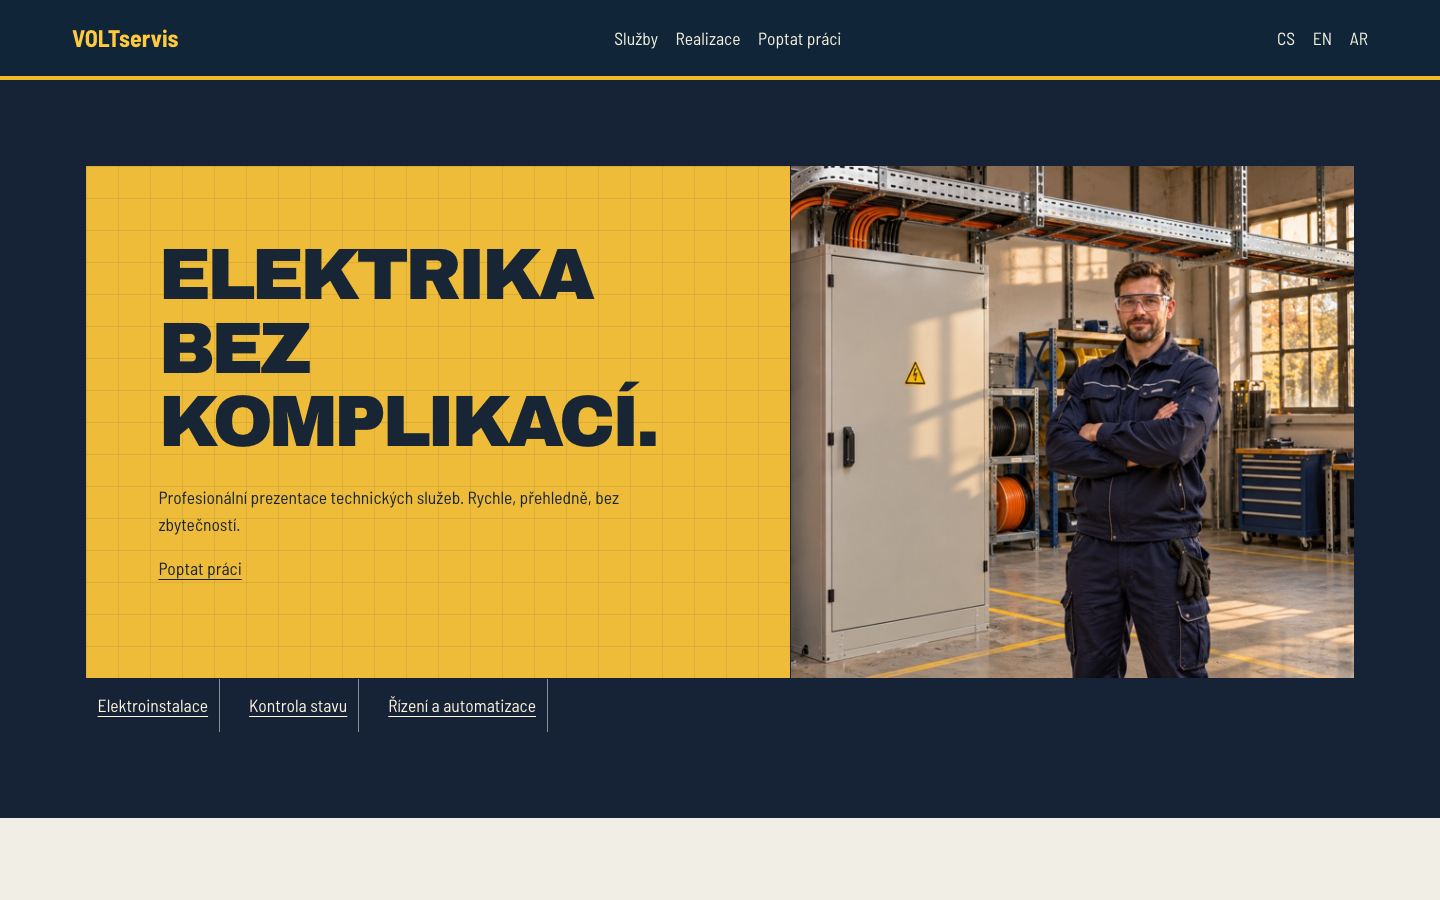 VOLTservis
Služby Realizace Poptat práci
CS EN AR
ELEKTRIKA
BEZ
KOMPLIKACÍ.
Profesionální prezentace technických služeb. Rychle, přehledně, bez
zbytečností.
Poptat práci
Elektroinstalace Kontrola stavu Řízení a automatizace